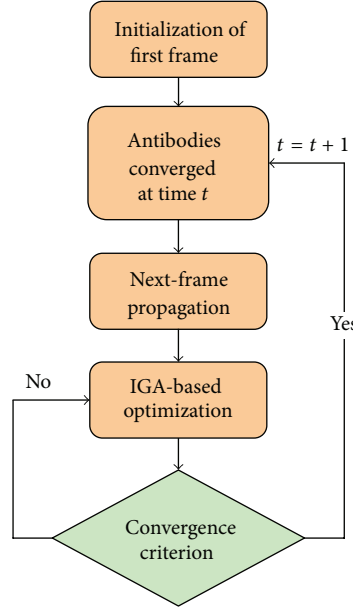 Initialization of
first frame
Antibodies
converged
at time t
t = t + 1
Next-frame
propagation
Yes
No
IGA-based
optimization
Convergence
criterion